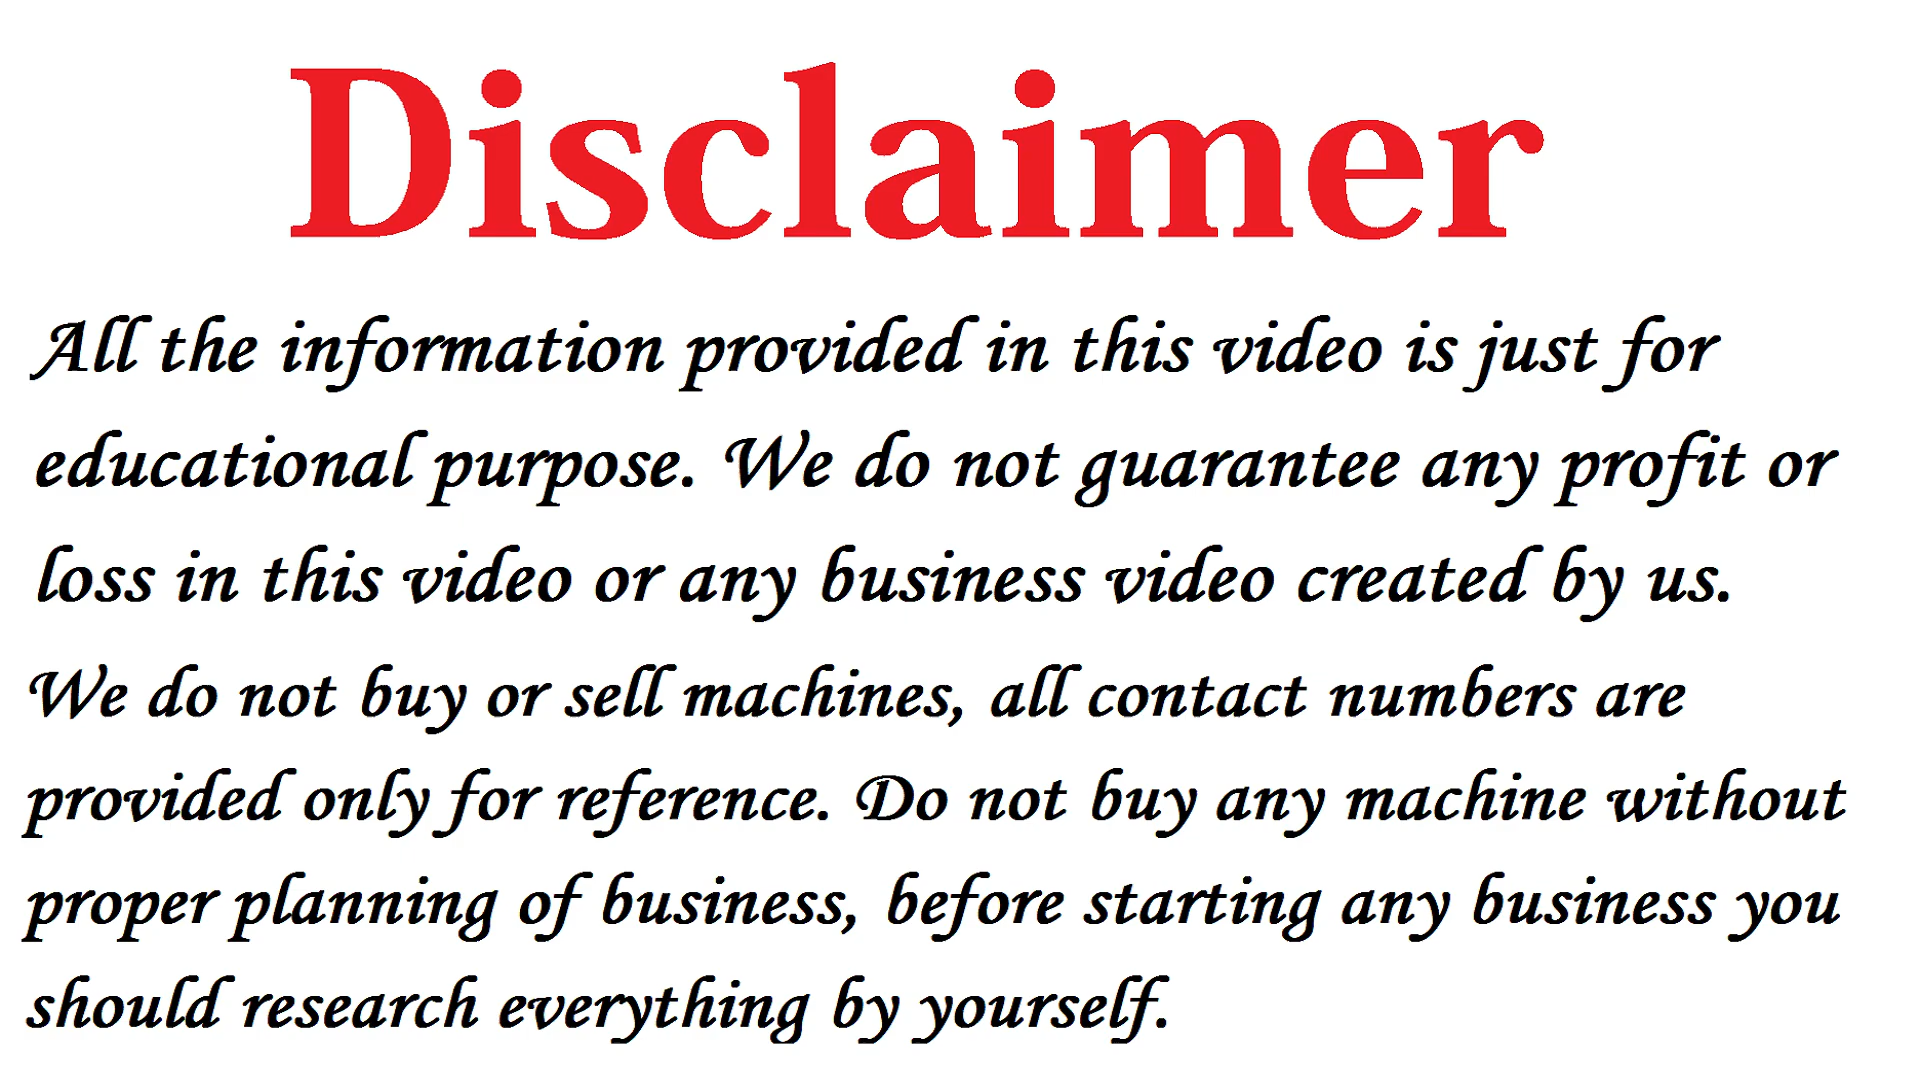 Disclaimer
All the information provided in this video is just for
educational purpose. We do not guarantee any profit or
loss in this video or any business video created by us.
We do not buy or sell machines, all contact numbers are
provided only for reference. Do not buy any machine without
proper planning of business, before starting any business you
should research everything by yourself.